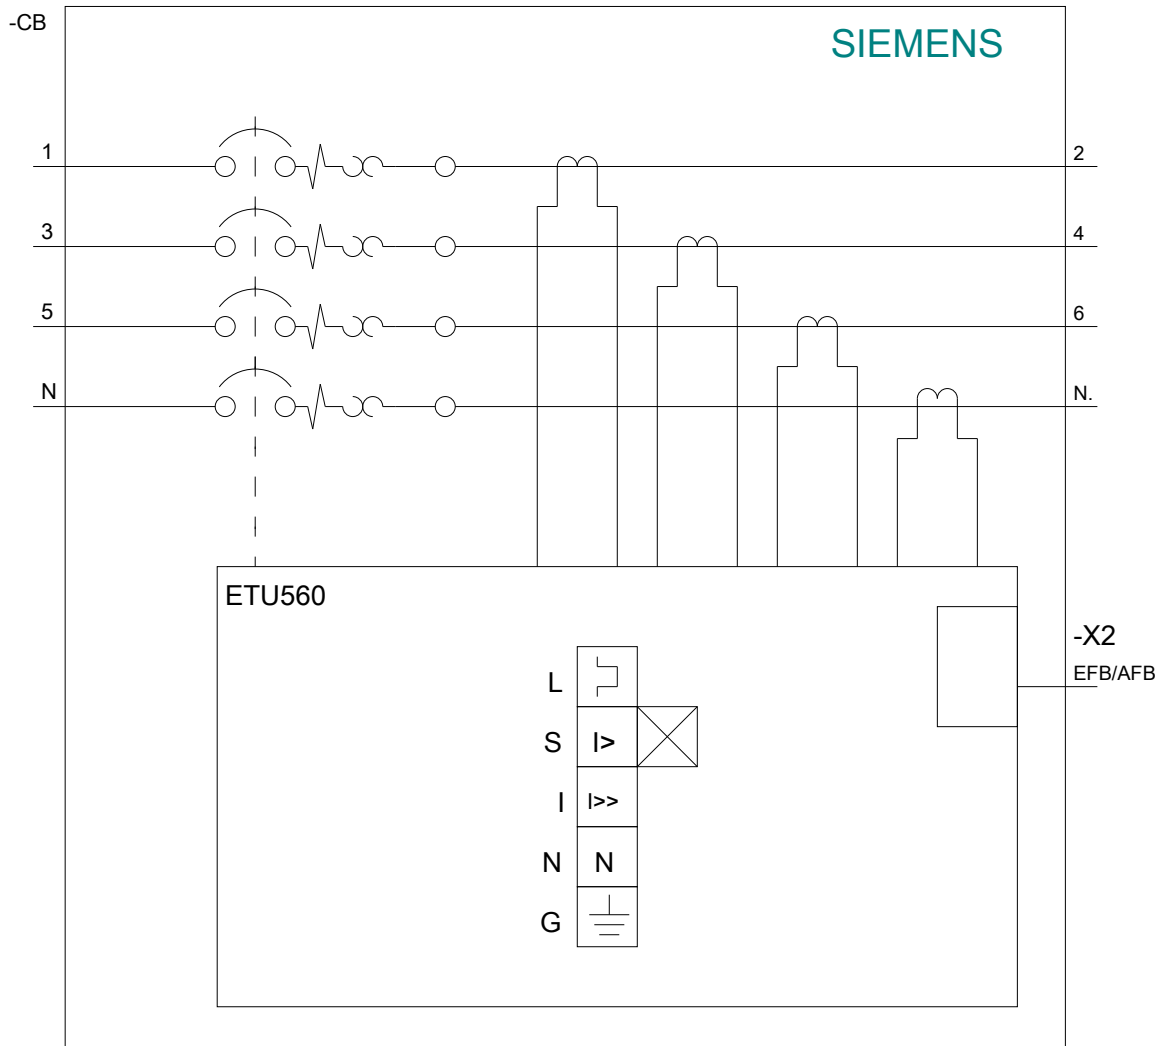 -CB
SIEMENS
1
2
3
4
5
6
N
N.
ETU560
-X2
EFB/AFB
L
S I>
I I>>
N N
G